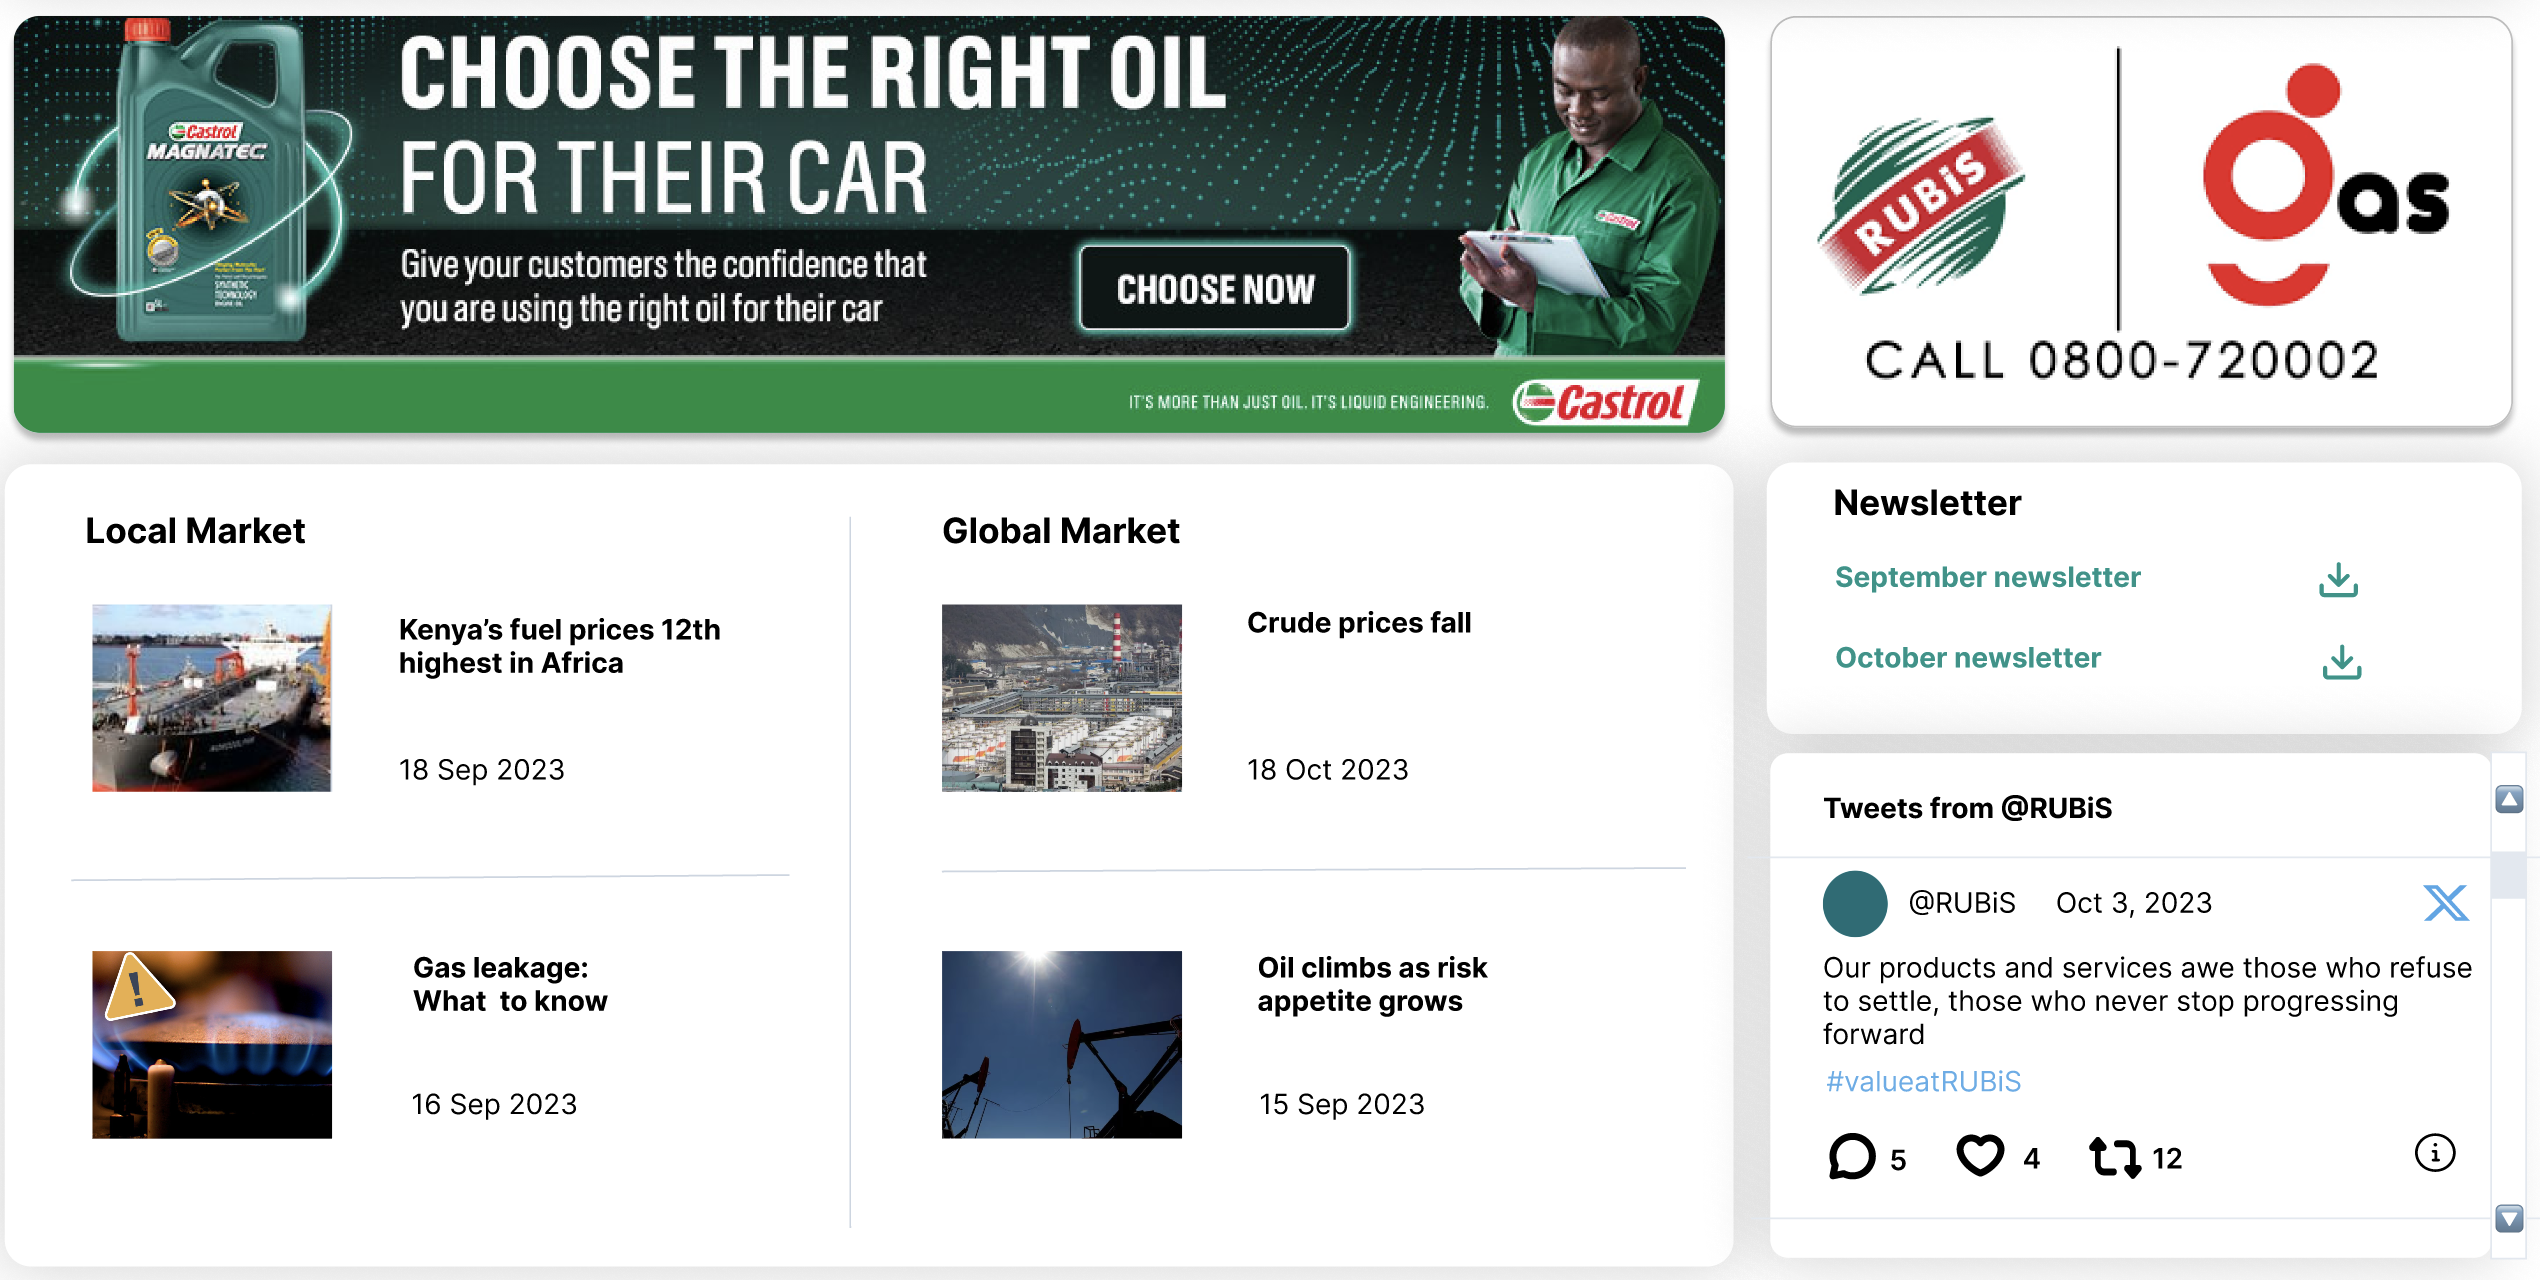 CHOOSE THE RIGHT OIL
FOR THEIR CAR
Give your customers the confidence that
you are using the right oil for their car
CHOOSE NOW
Castrol
MAGNATEC
SYNTHETIC
TECHNOLOGY
ENGINE OIL
Castrol
IT'S MORE THAN JUST OIL. IT'S LIQUID ENGINEERING.
Castrol
RUBiS
gas
CALL 0800-720002
Local Market
Kenya’s fuel prices 12th
highest in Africa
18 Sep 2023
Gas leakage:
What  to know
16 Sep 2023
Global Market
Crude prices fall
18 Oct 2023
Oil climbs as risk
appetite grows
15 Sep 2023
Newsletter
September newsletter
October newsletter
Tweets from @RUBiS
@RUBiS Oct 3, 2023
Our products and services awe those who refuse
to settle, those who never stop progressing
forward
#valueatRUBiS
5 4 12